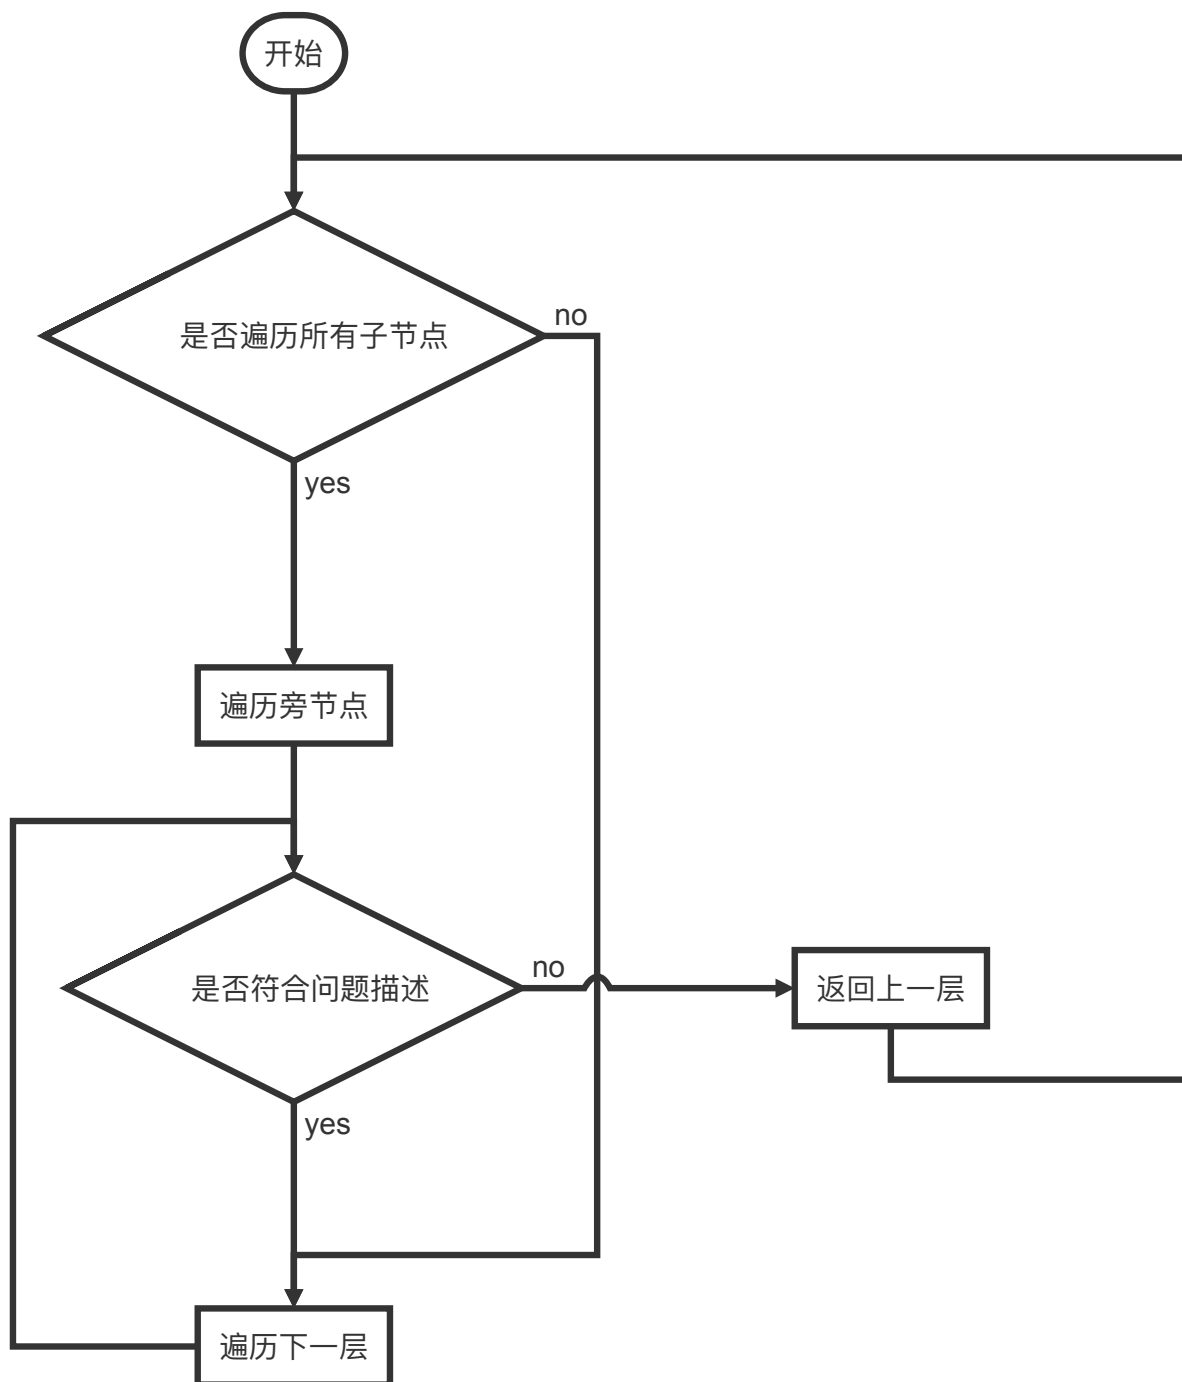 开始
是否遍历所有子节点
no
yes
遍历旁节点
是否符合问题描述
no
返回上一层
yes
遍历下一层